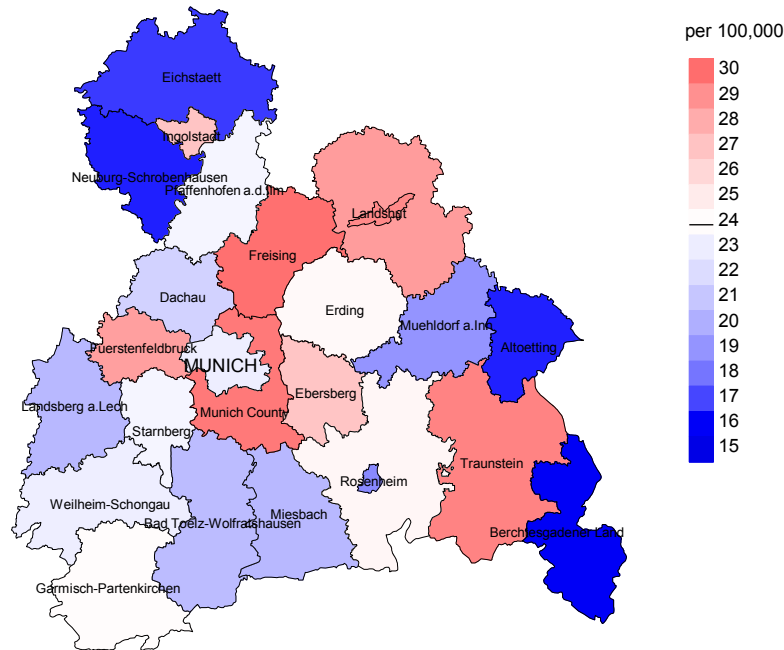 per 100,000
30
29
28
27
26
25
24
23
22
21
20
19
18
17
16
15
Eichstaett
Ingolstadt
Neuburg-Schrobenhausen
Pfaffenhofen a.d.Ilm
Landshst
Freising
Dachau
Erding
Muehldorf a.Inn
Altoetting
Fuerstenfeldbruck
MUNICH
Ebersberg
Landsberg a.Lech
Munich County
Starnberg
Traunstein
Rosenheim
Weilheim-Schongau
Miesbach
Bad Toelz-Wolfratshausen
Berchtesgadener Land
Garmisch-Partenkirchen